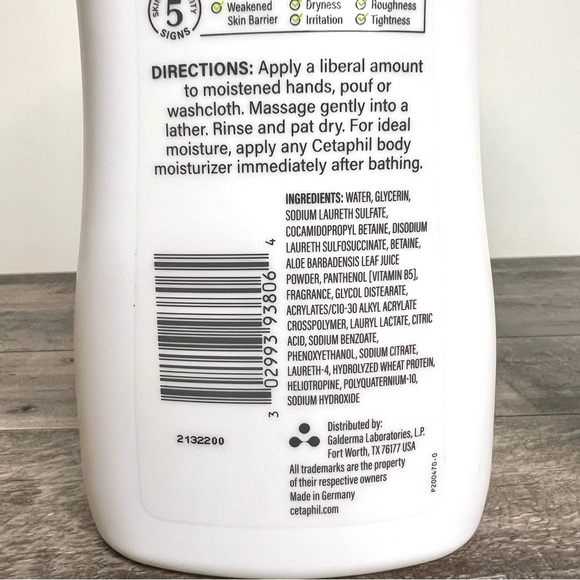 SKIN
5
SIGNS
Weakened Skin Barrier
Dryness
Irritation
Roughness
Tightness
DIRECTIONS: Apply a liberal amount
to moistened hands, pouf or
washcloth. Massage gently into a
lather. Rinse and pat dry. For ideal
moisture, apply any Cetaphil body
moisturizer immediately after bathing.
INGREDIENTS: WATER, GLYCERIN,
SODIUM LAURETH SULFATE,
COCAMIDOPROPYL BETAINE, DISODIUM
LAURETH SULFOSUCCINATE, BETAINE,
ALOE BARBADENSIS LEAF JUICE
POWDER, PANTHENOL [VITAMIN B5],
FRAGRANCE, GLYCOL DISTEARATE,
ACRYLATES/C10-30 ALKYL ACRYLATE
CROSSPOLYMER, LAURYL LACTATE, CITRIC
ACID, SODIUM BENZOATE,
PHENOXYETHANOL, SODIUM CITRATE,
LAURETH-4, HYDROLYZED WHEAT PROTEIN,
HELIOTROPINE, POLYQUATERNIUM-10,
SODIUM HYDROXIDE
3 02993 93806 4
2132200
Distributed by:
Galderma Laboratories, L.P.
Fort Worth, TX 76177 USA
All trademarks are the property
of their respective owners
Made in Germany
cetaphil.com
P200470-0